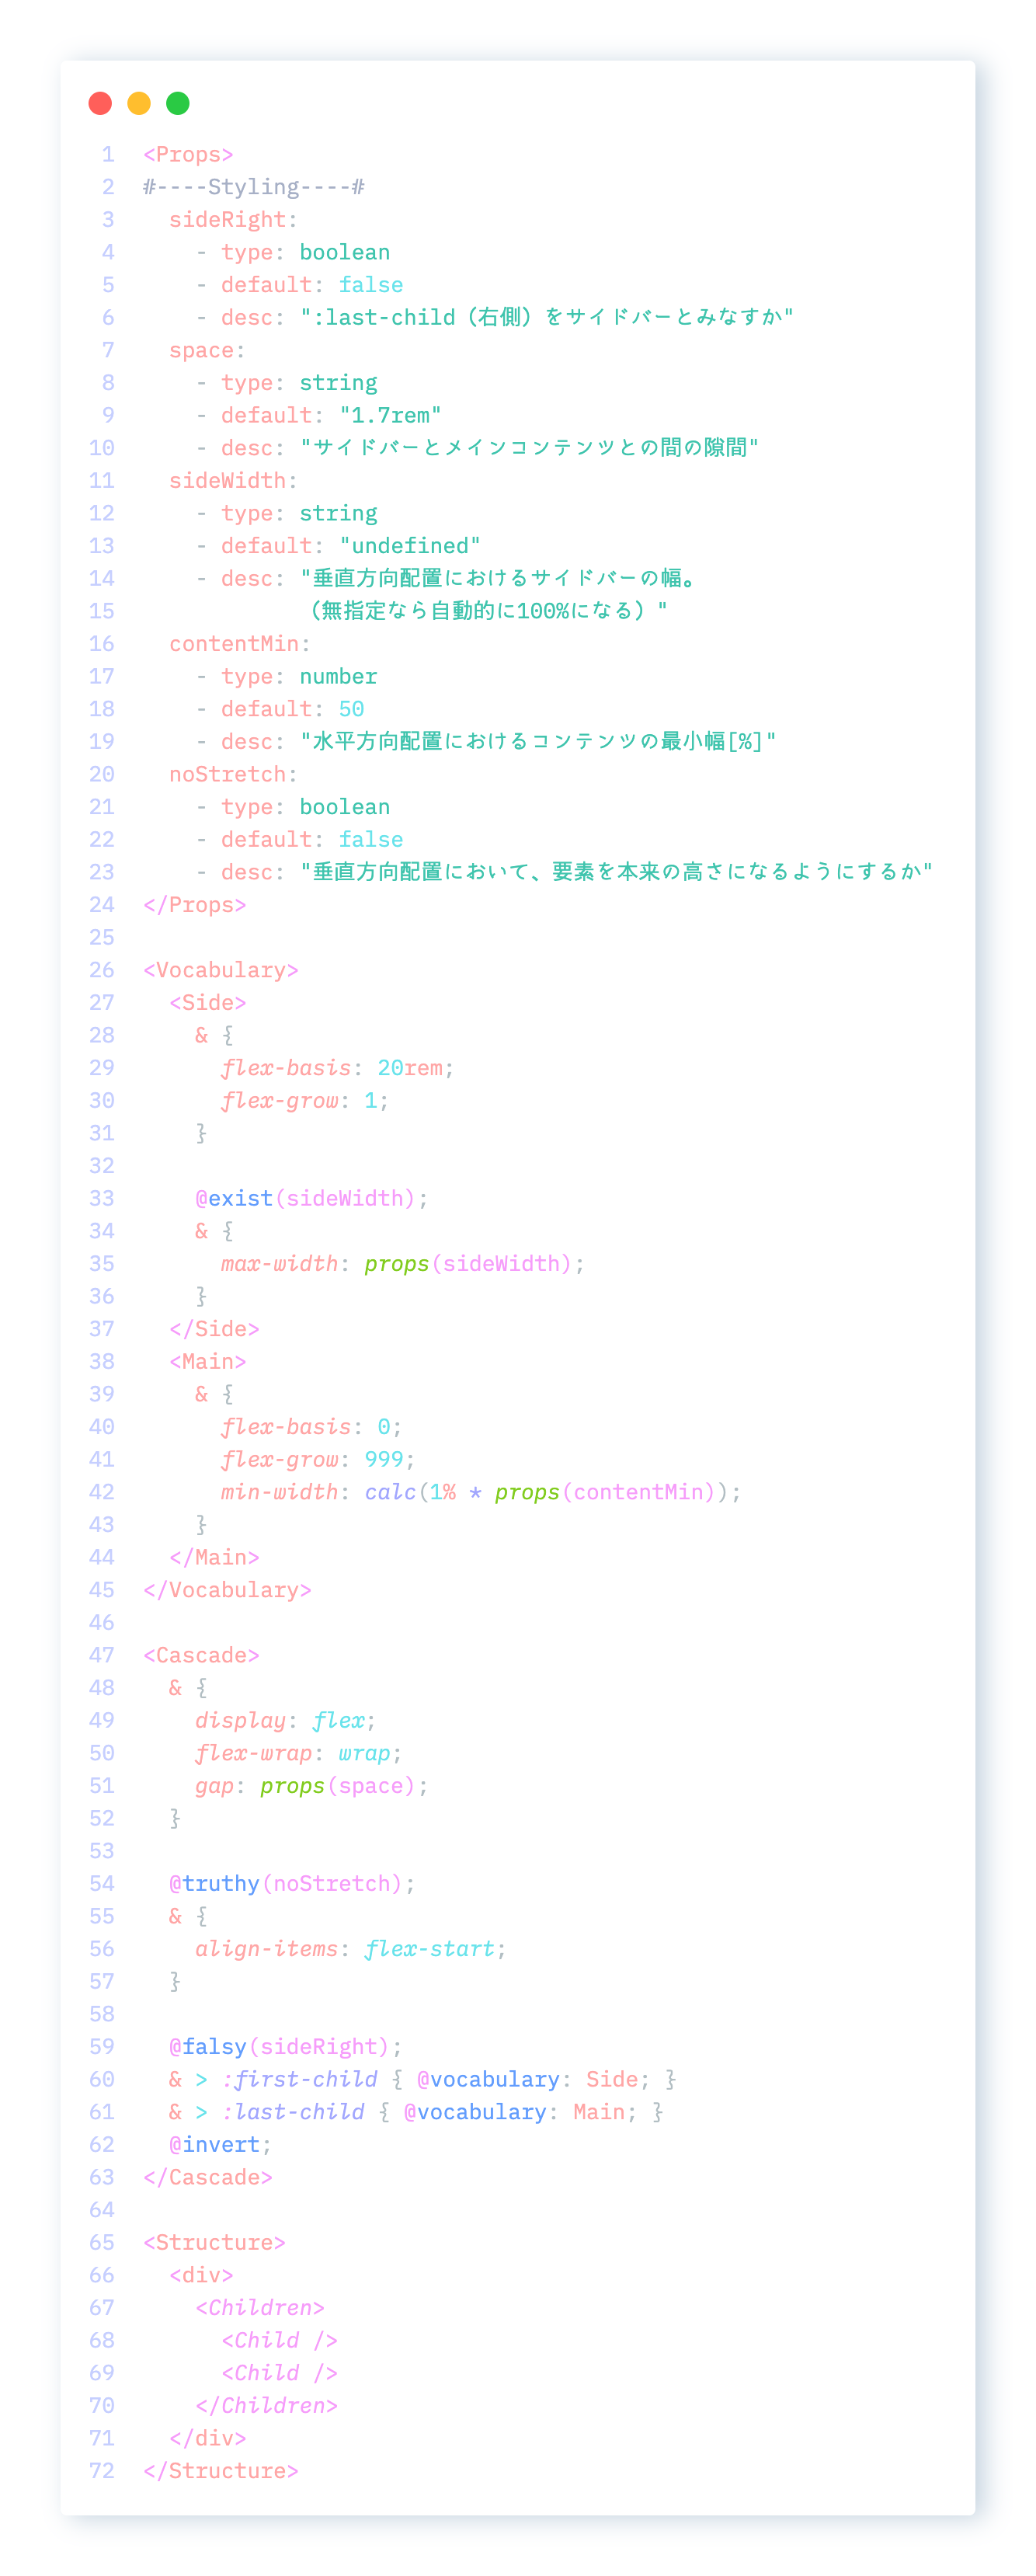 1 <Props>
2 #----Styling----#
3   sideRight:
4     - type: boolean
5     - default: false
6     - desc: ":last-child（右側）をサイドバーとみなすか"
7   space:
8     - type: string
9     - default: "1.7rem"
10     - desc: "サイドバーとメインコンテンツとの間の隙間"
11   sideWidth:
12     - type: string
13     - default: "undefined"
14     - desc: "垂直方向配置におけるサイドバーの幅。
15             （無指定なら自動的に100%になる）"
16   contentMin:
17     - type: number
18     - default: 50
19     - desc: "水平方向配置におけるコンテンツの最小幅[%]"
20   noStretch:
21     - type: boolean
22     - default: false
23     - desc: "垂直方向配置において、要素を本来の高さになるようにするか"
24 </Props>
25
26 <Vocabulary>
27   <Side>
28     & {
29       flex-basis: 20rem;
30       flex-grow: 1;
31     }
32
33     @exist(sideWidth);
34     & {
35       max-width: props(sideWidth);
36     }
37   </Side>
38   <Main>
39     & {
40       flex-basis: 0;
41       flex-grow: 999;
42       min-width: calc(1% * props(contentMin));
43     }
44   </Main>
45 </Vocabulary>
46
47 <Cascade>
48   & {
49     display: flex;
50     flex-wrap: wrap;
51     gap: props(space);
52   }
53
54   @truthy(noStretch);
55   & {
56     align-items: flex-start;
57   }
58
59   @falsy(sideRight);
60   & > :first-child { @vocabulary: Side; }
61   & > :last-child { @vocabulary: Main; }
62   @invert;
63 </Cascade>
64
65 <Structure>
66   <div>
67     <Children>
68       <Child />
69       <Child />
70     </Children>
71   </div>
72 </Structure>